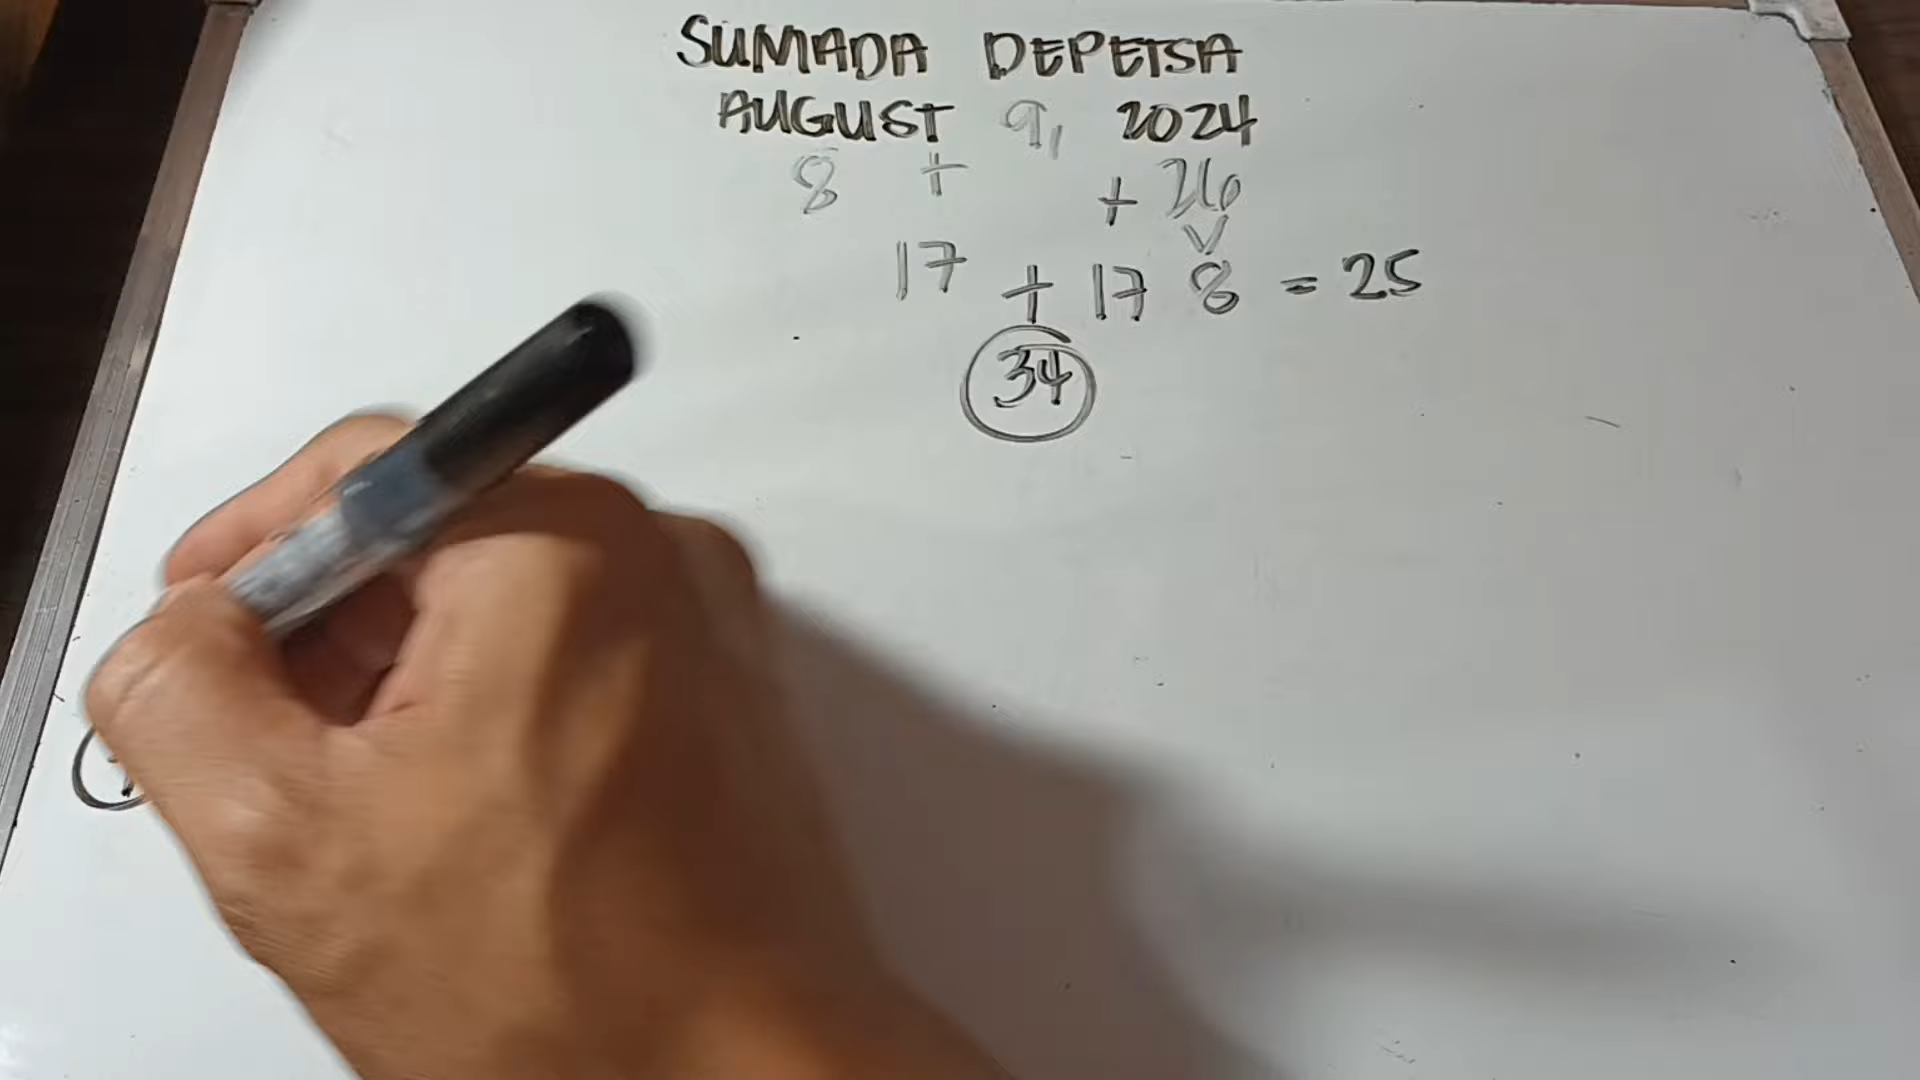 SUMADA DEPETSA
AUGUST 9, 2024
8 + + 26
V
17 + 17 8 = 25
34